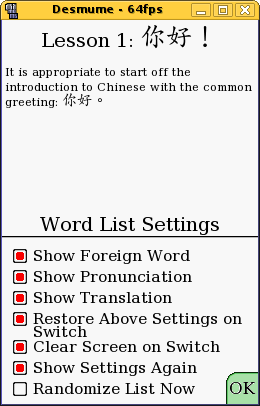 Desmume - 64fps
Lesson 1: 你好！
It is appropriate to start off the
introduction to Chinese with the common
greeting: 你好。
Word List Settings
Show Foreign Word
Show Pronunciation
Show Translation
Restore Above Settings on
Switch
Clear Screen on Switch
Show Settings Again
Randomize List Now
OK